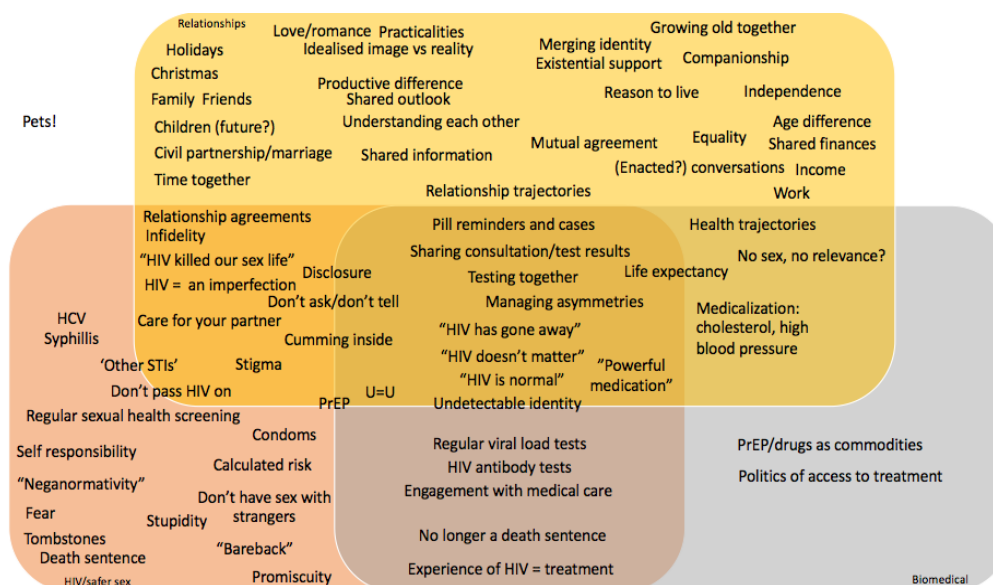 Relationships
Love/romance
Practicalities
Idealised image vs reality
Growing old together
Holidays
Merging identity
Existential support
Companionship
Christmas
Productive difference
Shared outlook
Reason to live
Independence
Family Friends
Pets!
Children (future?)
Understanding each other
Age difference
Mutual agreement
Equality
Shared finances
Civil partnership/marriage
Shared information
(Enacted?) conversations
Income
Time together
Relationship trajectories
Work
Relationship agreements
Infidelity
Pill reminders and cases
Health trajectories
"HIV killed our sex life"
Sharing consultation/test results
No sex, no relevance?
Disclosure
Testing together
Life expectancy
HIV = an imperfection
Don't ask/don't tell
Managing asymmetries
Medicalization:
cholesterol, high
blood pressure
HCV
Syphillis
Care for your partner
Cumming inside
"HIV has gone away"
'Other STIs'
Stigma
"HIV doesn't matter"
"Powerful
medication"
Don't pass HIV on
"HIV is normal"
PrEP
U=U
Undetectable identity
Regular sexual health screening
Condoms
Regular viral load tests
PrEP/drugs as commodities
Self responsibility
Calculated risk
HIV antibody tests
Politics of access to treatment
"Neganormativity"
Don't have sex with
strangers
Engagement with medical care
Fear
Stupidity
Tombstones
Death sentence
"Bareback"
No longer a death sentence
HIV/safer sex
Promiscuity
Experience of HIV = treatment
Biomedical